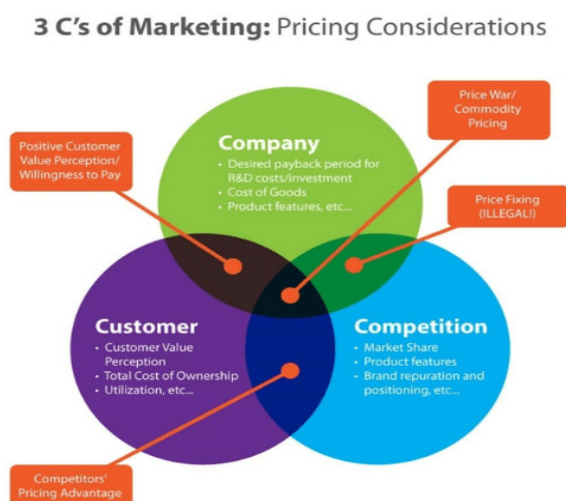 3 C's of Marketing: Pricing Considerations
Price War/
Commodity
Pricing
Positive Customer
Value Perception/
Willingness to Pay
Company
• Desired payback period for
R&D costs/investment
• Cost of Goods
• Product features, etc...
Price Fixing
(ILLEGAL!)
Customer
• Customer Value
Perception
• Total Cost of Ownership
• Utilization, etc...
Competition
• Market Share
• Product features
• Brand repuration and
positioning, etc...
Competitors'
Pricing Advantage